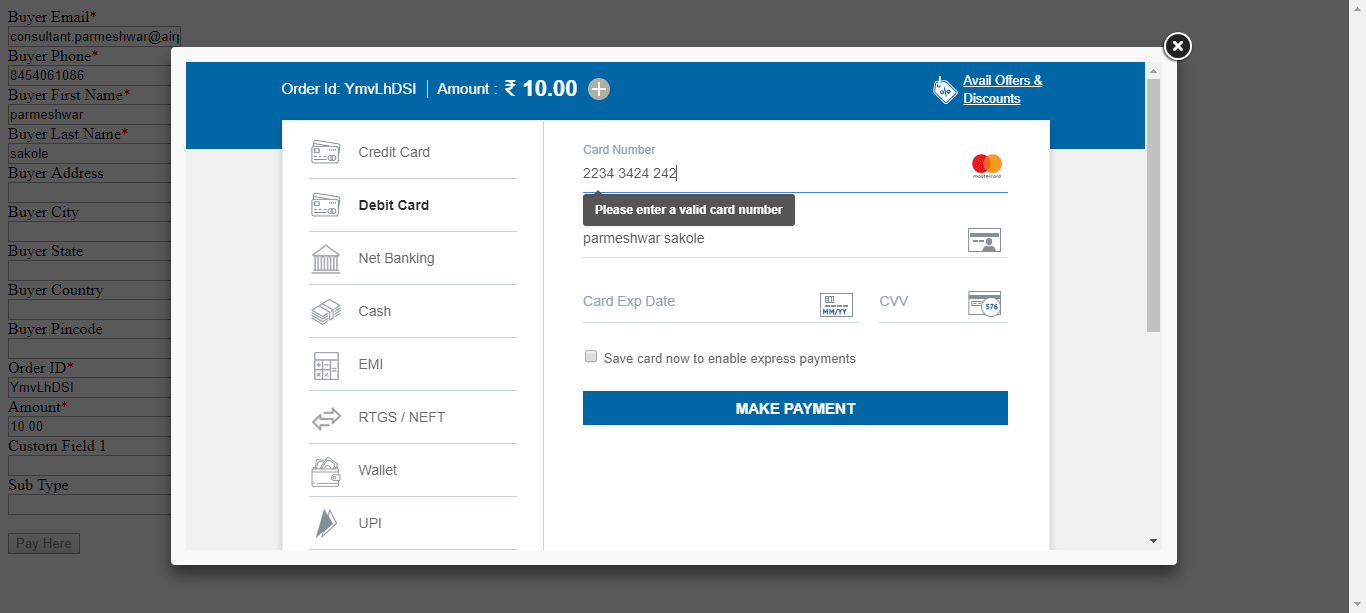 Buyer Email*
consultant.parmeshwar@airp
Buyer Phone*
8454061086
Buyer First Name*
parmeshwar
Buyer Last Name*
sakole
Buyer Address
Buyer City
Buyer State
Buyer Country
Buyer Pincode
Order ID*
YmvLhDSI
Amount*
10.00
Custom Field 1
Sub Type
Pay Here
Order Id: YmvLhDSI | Amount : ₹ 10.00
Avail Offers &
Discounts
Credit Card
Debit Card
Net Banking
Cash
EMI
RTGS / NEFT
Wallet
UPI
Card Number
2234 3424 242
mastercard
Please enter a valid card number
parmeshwar sakole
Card Exp Date
MM/YY
CVV
576
Save card now to enable express payments
MAKE PAYMENT